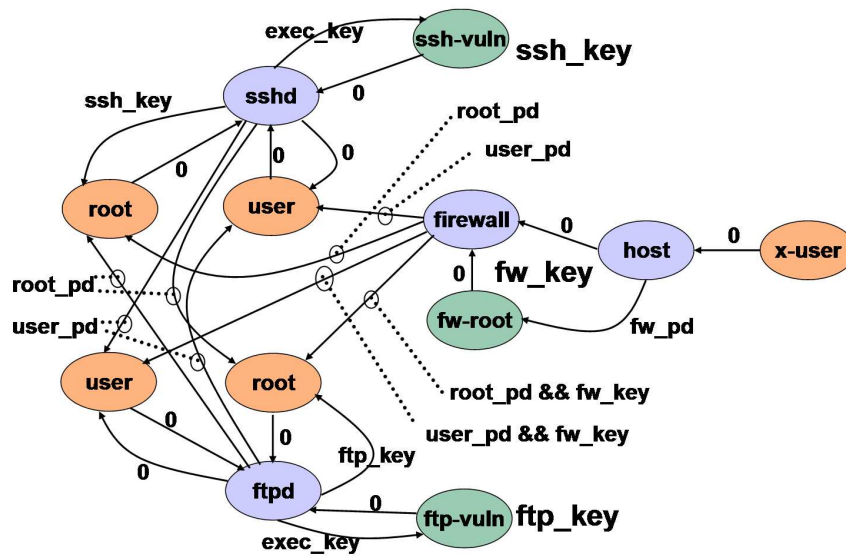 exec_key
ssh-vuln
ssh_key
sshd
0
ssh_key
root_pd
0
0
0
user_pd
root
user
firewall
0
host
0
x-user
root_pd
0
fw_key
user_pd
fw-root
fw_pd
user
root
root_pd && fw_key
0
0
user_pd && fw_key
0
ftp_key
ftpd
0
ftp-vuln
ftp_key
exec_key